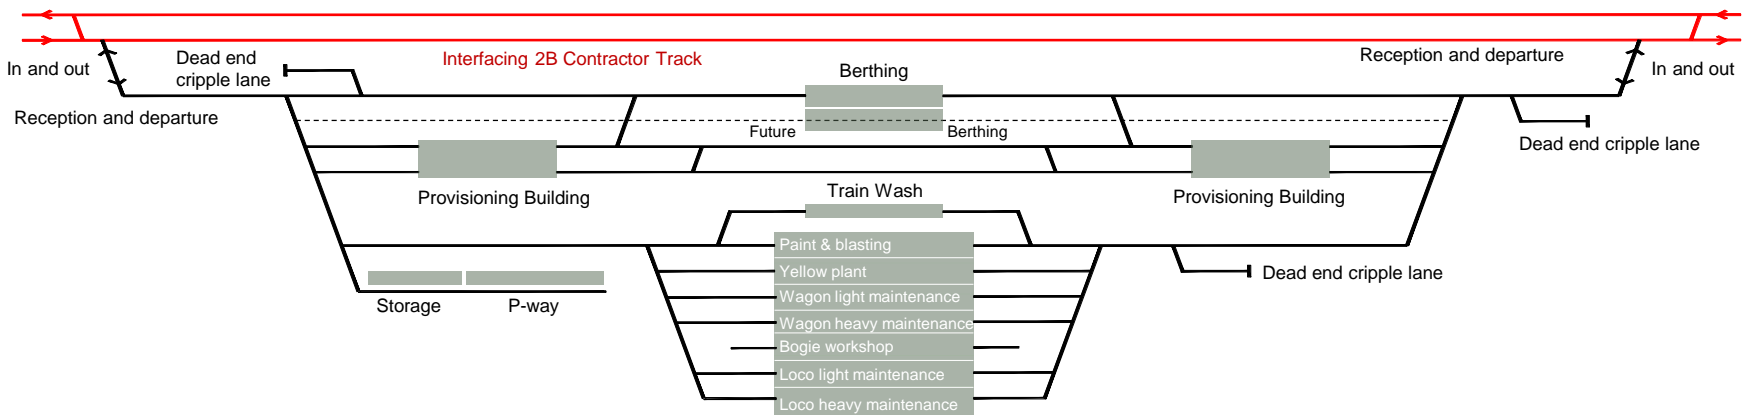 Interfacing 2B Contractor Track
In and out
Dead end
cripple lane
Reception and departure
Berthing
Reception and departure
In and out
Dead end cripple lane
Future
Berthing
Provisioning Building
Train Wash
Provisioning Building
Paint & blasting
Yellow plant
Wagon light maintenance
Wagon heavy maintenance
Bogie workshop
Loco light maintenance
Loco heavy maintenance
Storage
P-way
Dead end cripple lane